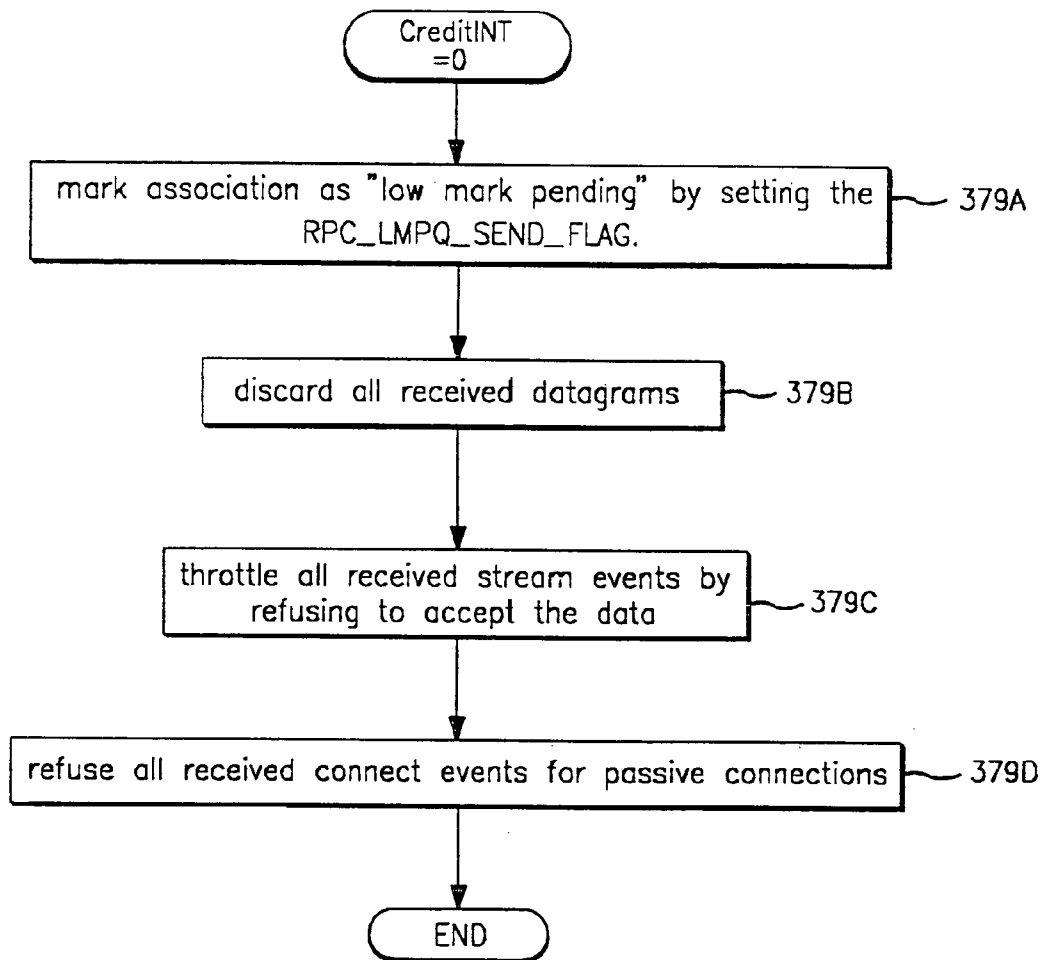 CreditINT
=0
mark association as "low mark pending" by setting the
RPC_LMPQ_SEND_FLAG.
379A
discard all received datagrams
379B
throttle all received stream events by
refusing to accept the data
379C
refuse all received connect events for passive connections
379D
END